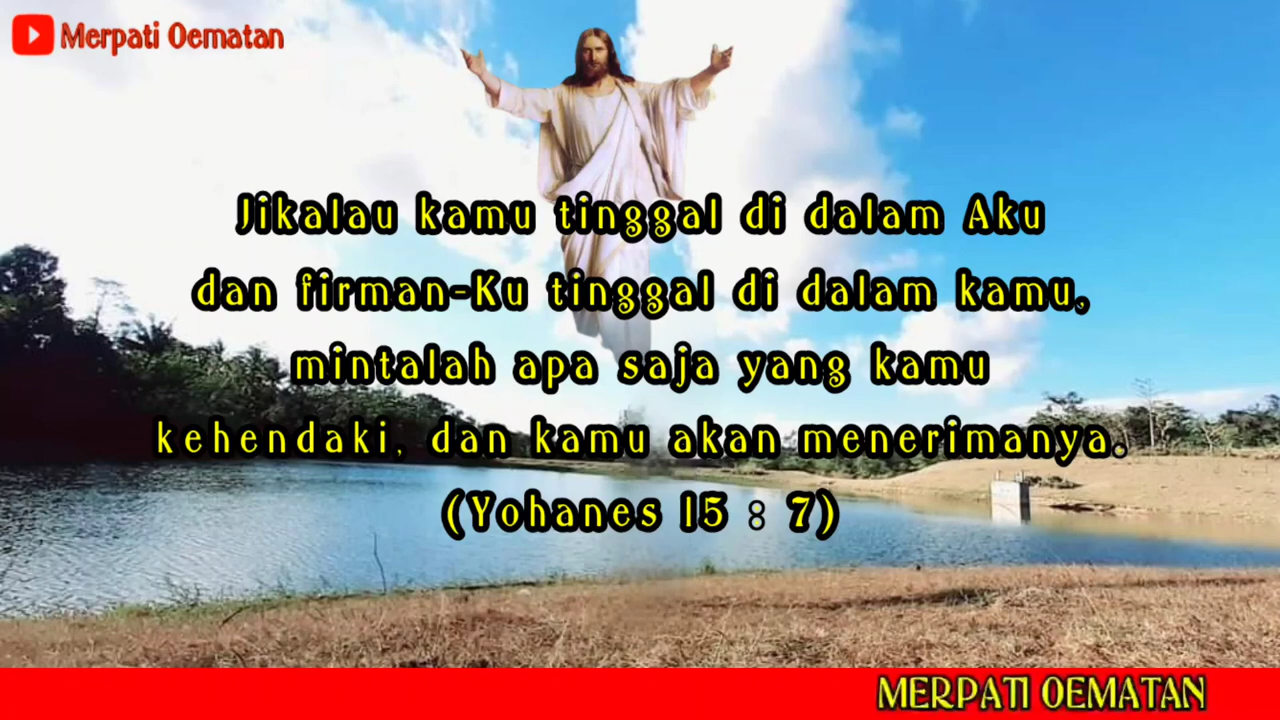 Merpati Oematan
Jikalau kamu tinggal di dalam Aku
dan firman-Ku tinggal di dalam kamu,
mintalah apa saja yang kamu
kehendaki, dan kamu akan menerimanya.
(Yohanes 15 : 7)
MERPATI OEMATAN